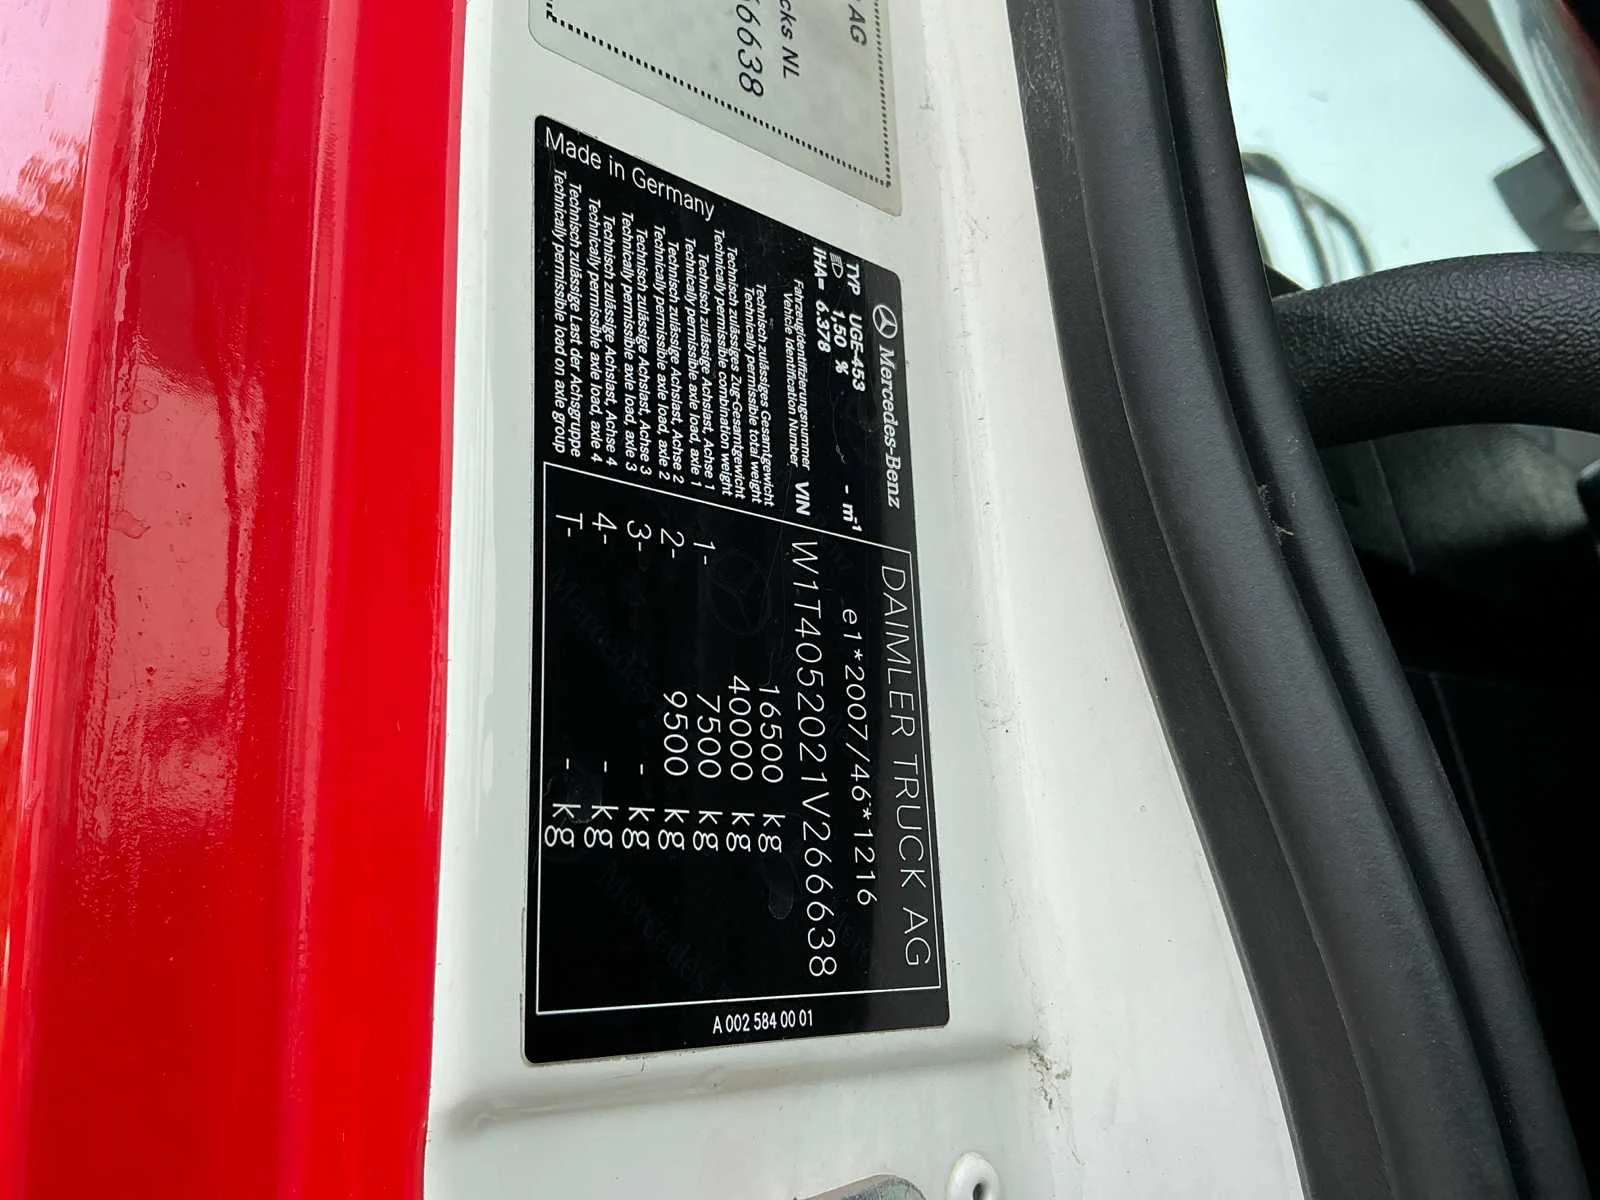 AG
cks NL
6638
Mercedes-Benz
DAIMLER TRUCK AG
TYP UGE-453
1,50 % - m-1
e1*2007/46*1216
IHA= 6.378
Fahrzeugidentifizierungsnummer
Vehicle Identification Number VIN W1T4052021V266638
Technisch zulässiges Gesamtgewicht
Technically permissible total weight 16500 kg
Technisch zulässiges Zug-Gesamtgewicht
Technically permissible combination weight 40000 kg
Technisch zulässige Achslast, Achse 1
Technically permissible axle load, axle 1 1- 7500 kg
Technisch zulässige Achslast, Achse 2
Technically permissible axle load, axle 2 2- 9500 kg
Technisch zulässige Achslast, Achse 3
Technically permissible axle load, axle 3 3- - kg
Technisch zulässige Achslast, Achse 4
Technically permissible axle load, axle 4 4- - kg
Technisch zulässige Last der Achsgruppe
Technically permissible load on axle group T- - kg
Made in Germany
A 002 584 00 01